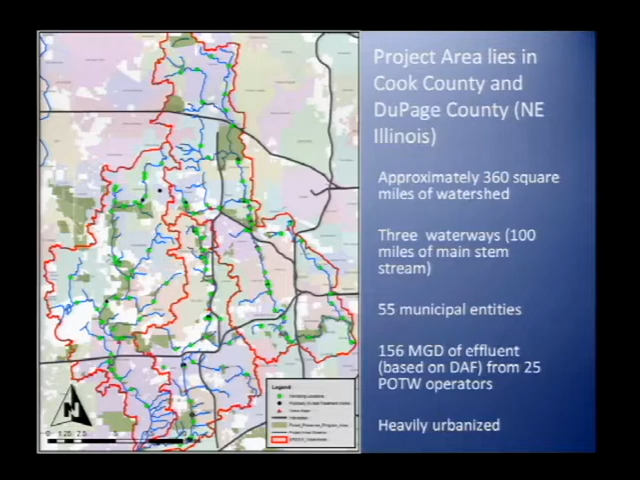 Project Area lies in
Cook County and
DuPage County (NE
Illinois)
Approximately 360 square
miles of watershed
Three waterways (100
miles of main stem
stream)
55 municipal entities
156 MGD of effluent
(based on DAF) from 25
POTW operators
Heavily urbanized
N
Legend